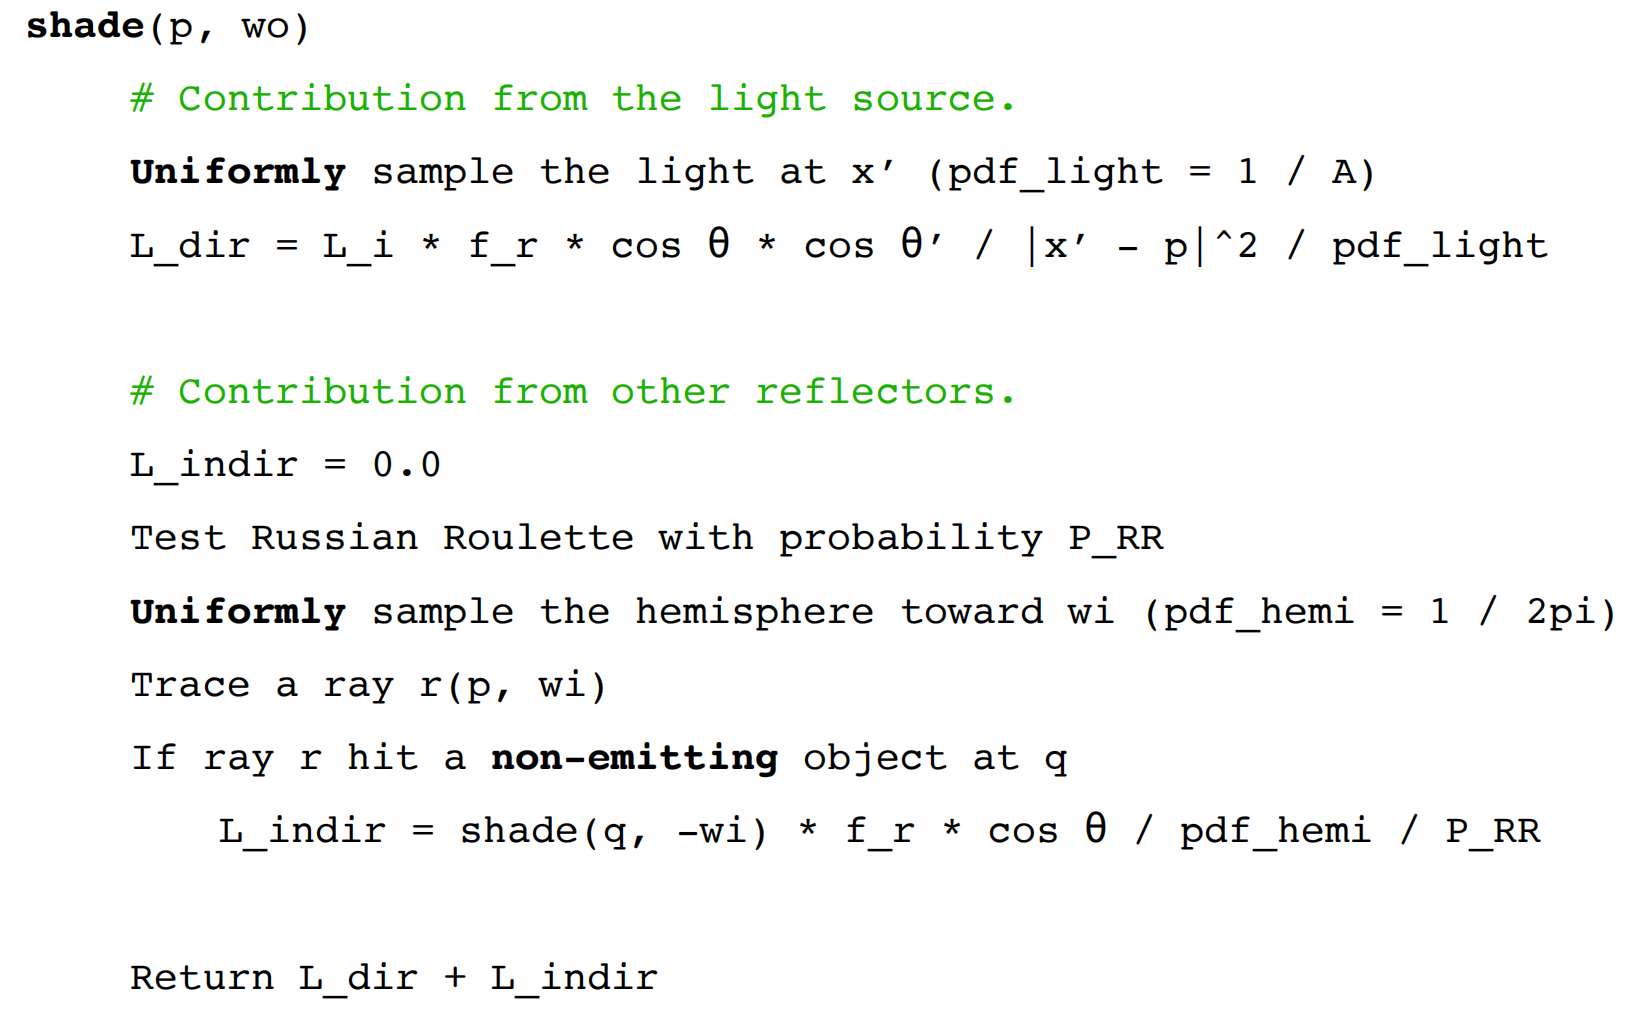 shade(p, wo)
# Contribution from the light source.
Uniformly sample the light at x’ (pdf_light = 1 / A)
L_dir = L_i * f_r * cos θ * cos θ’ / |x’ - p|^2 / pdf_light
# Contribution from other reflectors.
L_indir = 0.0
Test Russian Roulette with probability P_RR
Uniformly sample the hemisphere toward wi (pdf_hemi = 1 / 2pi)
Trace a ray r(p, wi)
If ray r hit a non-emitting object at q
L_indir = shade(q, -wi) * f_r * cos θ / pdf_hemi / P_RR
Return L_dir + L_indir